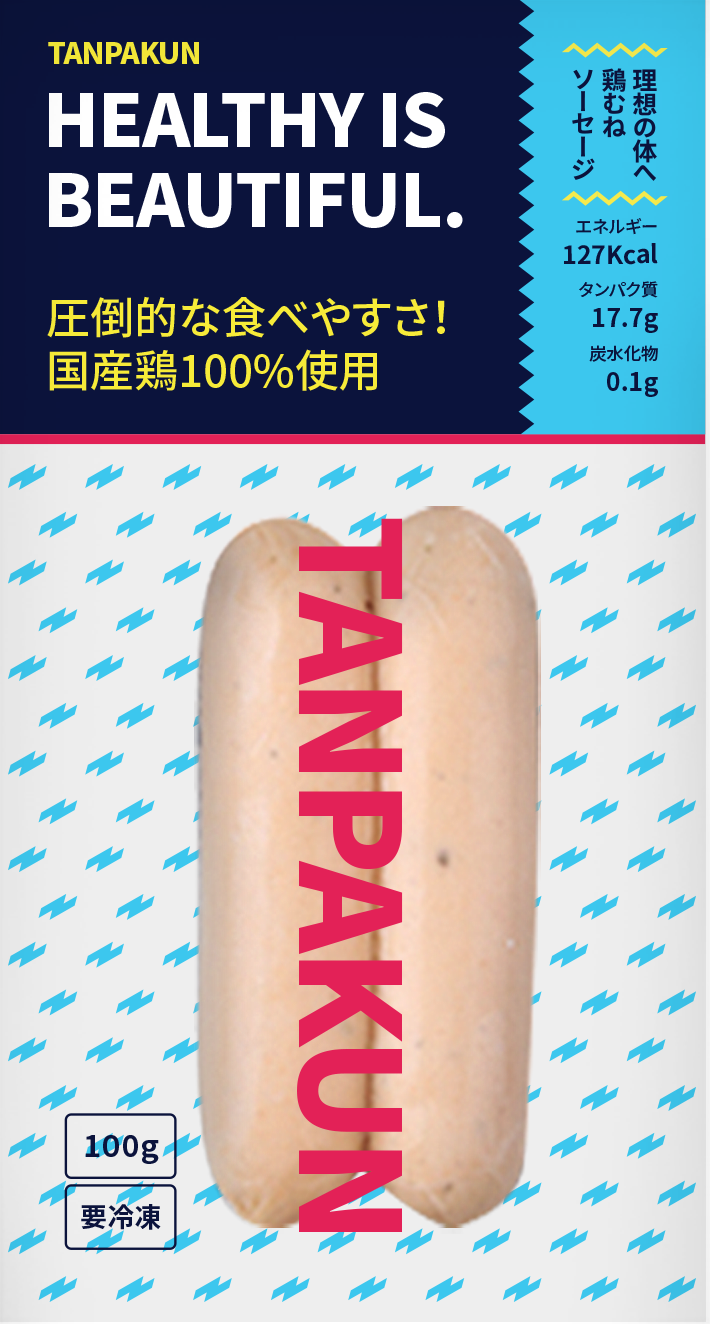 TANPAKUN
HEALTHY IS
BEAUTIFUL.
圧倒的な食べやすさ!
国産鶏100%使用
理想の体へ
鶏むね
ソーセージ
エネルギー
127Kcal
タンパク質
17.7g
炭水化物
0.1g
TANPAKUN
100g
要冷凍